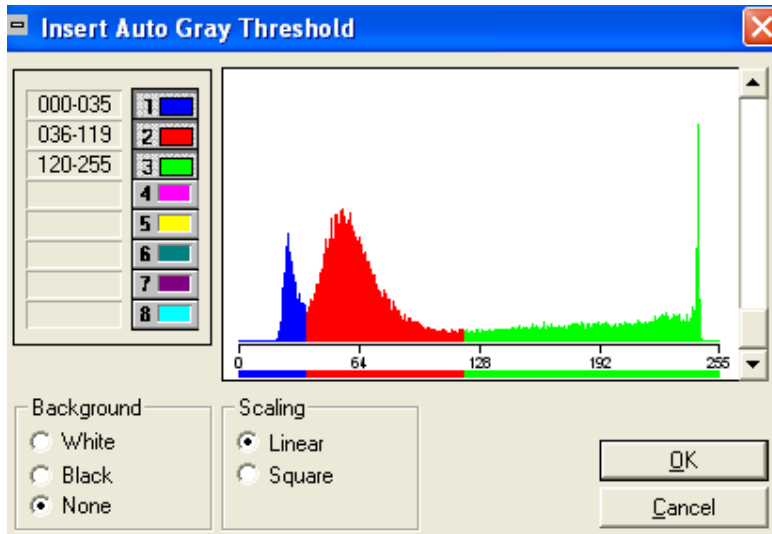 Insert Auto Gray Threshold
000-035 1
036-119 2
120-255 3
4
5
6
7
8
0 64 128 192 255
Background
White
Black
None
Scaling
Linear
Square
OK
Cancel